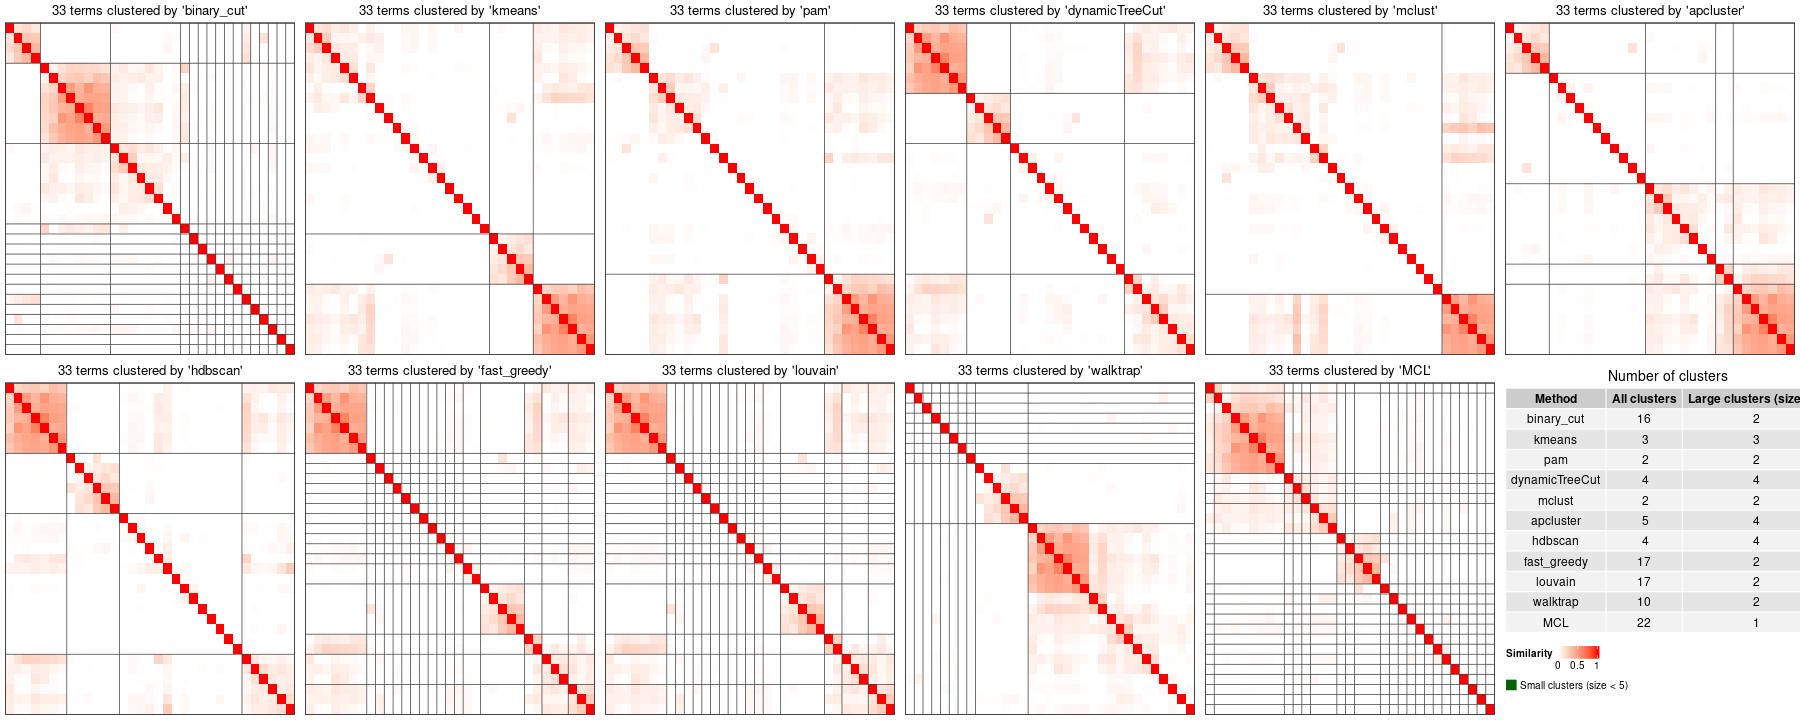 33 terms clustered by 'binary_cut'
33 terms clustered by 'kmeans'
33 terms clustered by 'pam'
33 terms clustered by 'dynamicTreeCut'
33 terms clustered by 'mclust'
33 terms clustered by 'apcluster'
33 terms clustered by 'hdbscan'
33 terms clustered by 'fast_greedy'
33 terms clustered by 'louvain'
33 terms clustered by 'walktrap'
33 terms clustered by 'MCL'
Number of clusters
Method All clusters Large clusters (size
binary_cut 16 2
kmeans 3 3
pam 2 2
dynamicTreeCut 4 4
mclust 2 2
apcluster 5 4
hdbscan 4 4
fast_greedy 17 2
louvain 17 2
walktrap 10 2
MCL 22 1
Similarity
0 0.5 1
Small clusters (size < 5)